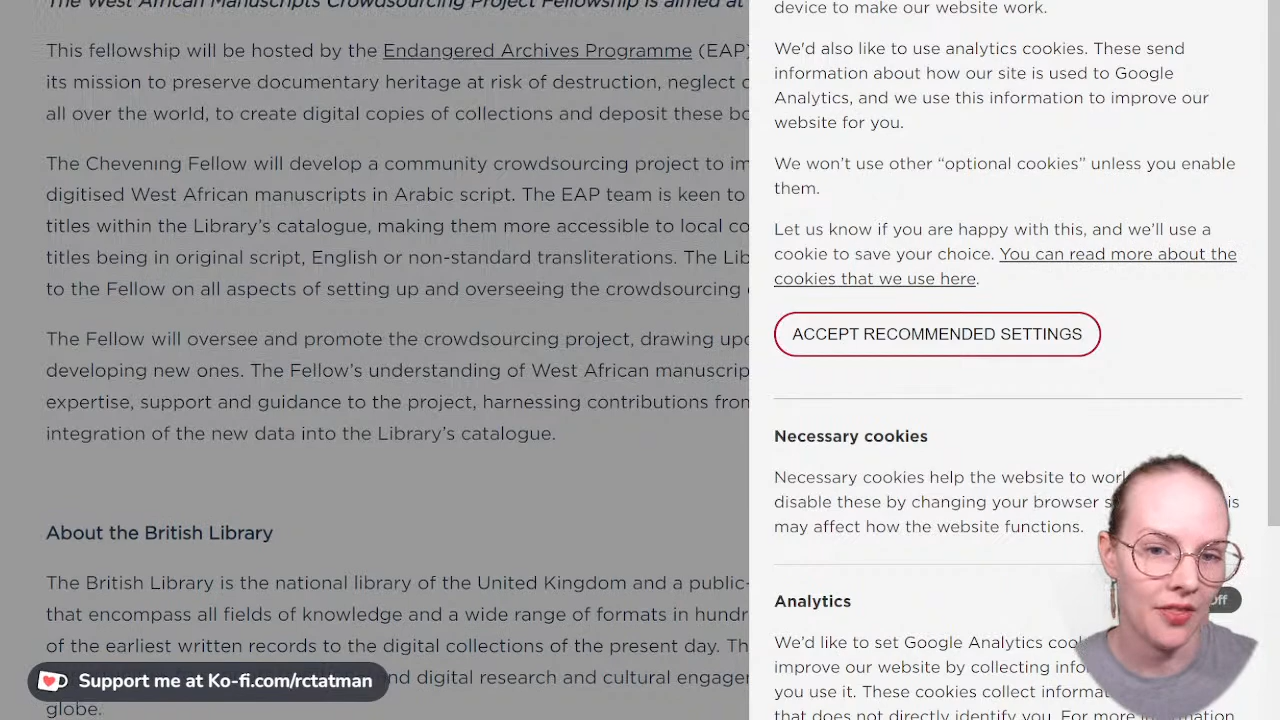 The West African Manuscripts Crowdsourcing Project Fellowship is aimed at
This fellowship will be hosted by the Endangered Archives Programme (EAP)
its mission to preserve documentary heritage at risk of destruction, neglect
all over the world, to create digital copies of collections and deposit these
The Chevening Fellow will develop a community crowdsourcing project to
digitised West African manuscripts in Arabic script. The EAP team is keen to
titles within the Library’s catalogue, making them more accessible to local
titles being in original script, English or non-standard transliterations. The
to the Fellow on all aspects of setting up and overseeing the crowdsourcing
The Fellow will oversee and promote the crowdsourcing project, drawing
developing new ones. The Fellow’s understanding of West African
expertise, support and guidance to the project, harnessing contributions
integration of the new data into the Library’s catalogue.
About the British Library
The British Library is the national library of the United Kingdom and a public-
that encompass all fields of knowledge and a wide range of formats in
of the earliest written records to the digital collections of the present day.
and digital research and cultural
globe.
Support me at Ko-fi.com/rctatman
device to make our website work.
We'd also like to use analytics cookies. These send
information about how our site is used to Google
Analytics, and we use this information to improve our
website for you.
We won’t use other “optional cookies” unless you enable
them.
Let us know if you are happy with this, and we’ll use a
cookie to save your choice. You can read more about the
cookies that we use here.
ACCEPT RECOMMENDED SETTINGS
Necessary cookies
Necessary cookies help the website to
disable these by changing your browser
may affect how the website functions.
Analytics
Off
We’d like to set Google Analytics
improve our website by collecting
you use it. These cookies collect
that does not directly identify you. For more information